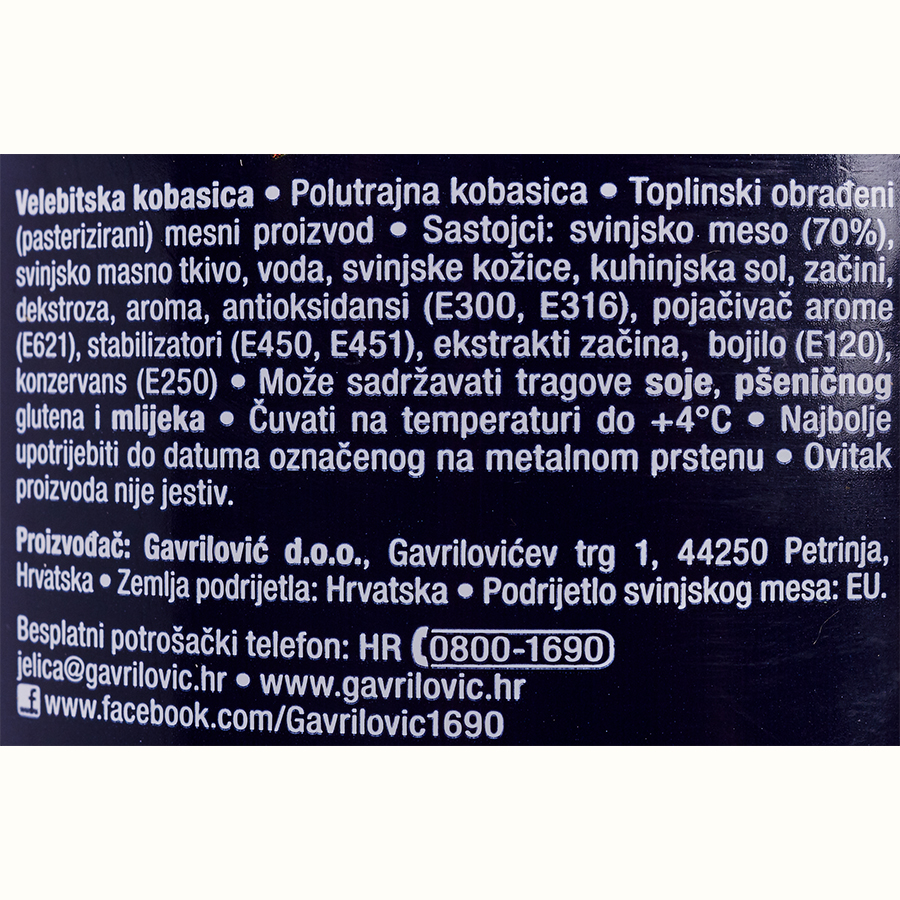 Velebitska kobasica • Polutrajna kobasica • Toplinski obrađeni
(pasterizirani) mesni proizvod • Sastojci: svinjsko meso (70%),
svinjsko masno tkivo, voda, svinjske kožice, kuhinjska sol, začini,
dekstroza, aroma, antioksidansi (E300, E316), pojačivač arome
(E621), stabilizatori (E450, E451), ekstrakti začina, bojilo (E120),
konzervans (E250) • Može sadržavati tragove soje, pšeničnog
glutena i mlijeka • Čuvati na temperaturi do +4°C • Najbolje
upotrijebiti do datuma označenog na metalnom prstenu • Ovitak
proizvoda nije jestiv.
Proizvođač: Gavrilović d.o.o., Gavrilovićev trg 1, 44250 Petrinja,
Hrvatska • Zemlja podrijetla: Hrvatska • Podrijetlo svinjskog mesa: EU.
Besplatni potrošački telefon: HR 0800-1690
jelica@gavrilovic.hr • www.gavrilovic.hr
f www.facebook.com/Gavrilovic1690